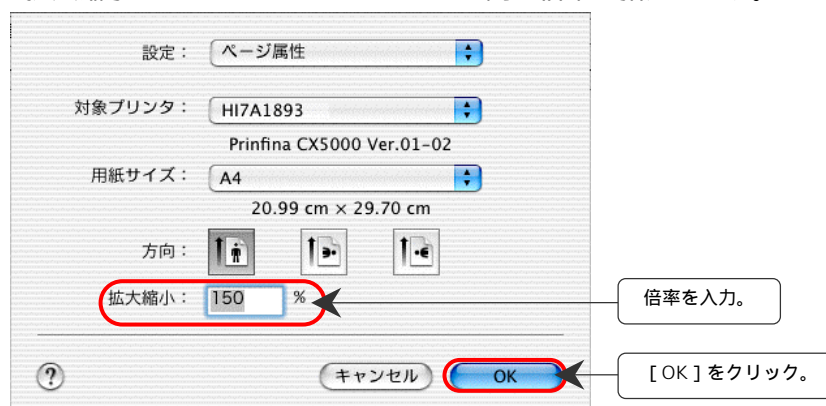 設定： ページ属性
対象プリンタ： HI7A1893
Prinfina CX5000 Ver.01-02
用紙サイズ： A4
20.99 cm × 29.70 cm
方向：
拡大縮小： 150 %
倍率を入力。
? キャンセル OK
［OK］をクリック。